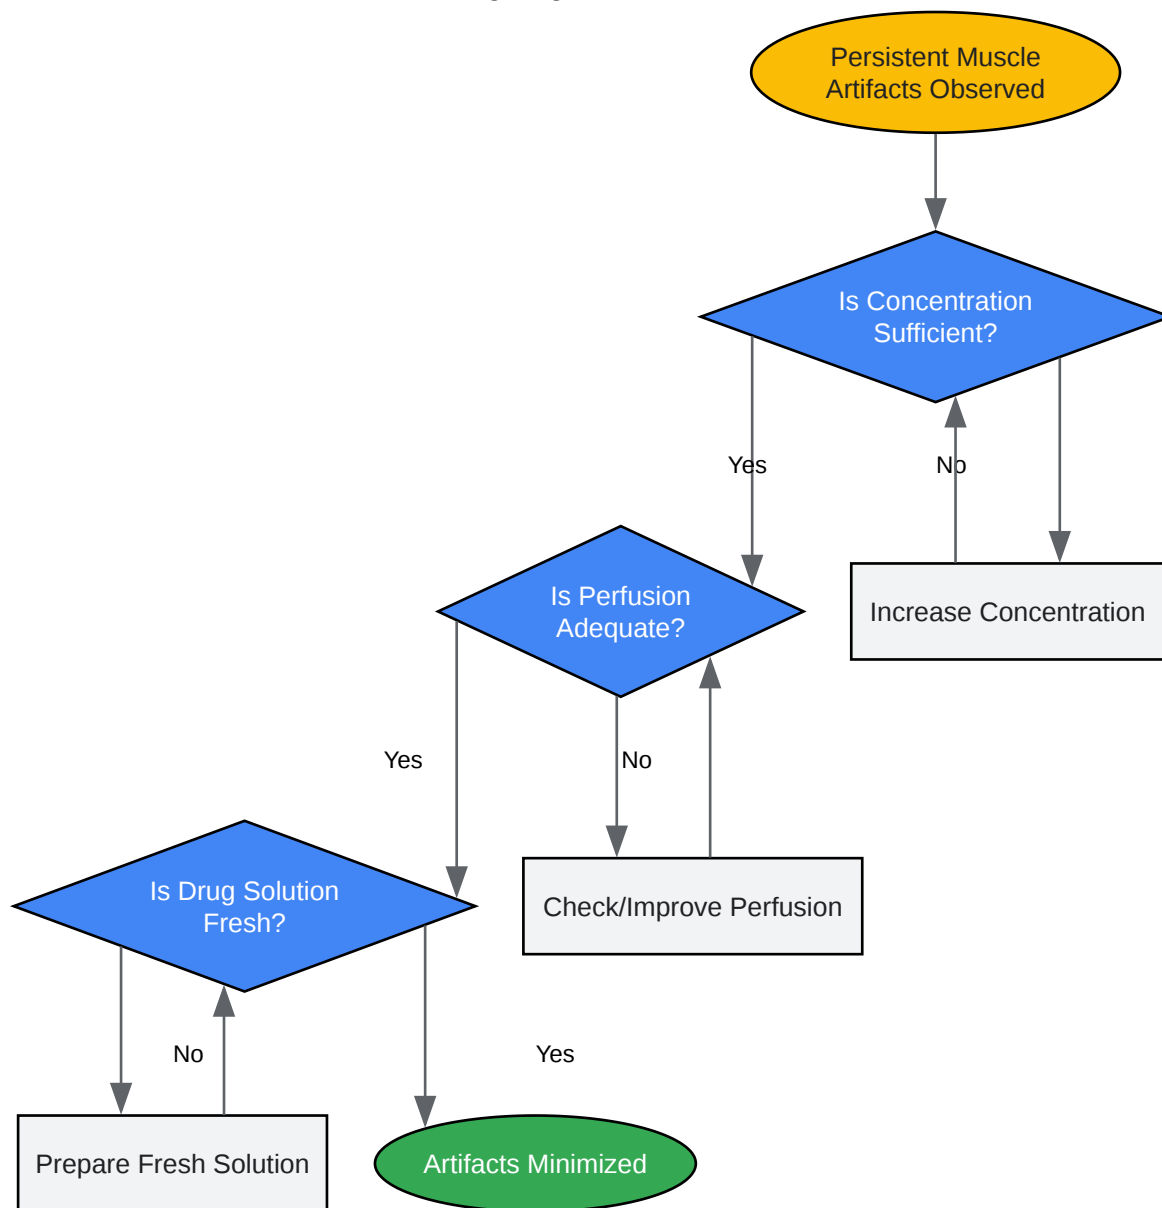 Persistent Muscle
Artifacts Observed
Is Concentration
Sufficient?
Yes
No
Is Perfusion
Adequate?
Increase Concentration
Yes
No
Is Drug Solution
Fresh?
Check/Improve Perfusion
No
Yes
Prepare Fresh Solution
Artifacts Minimized